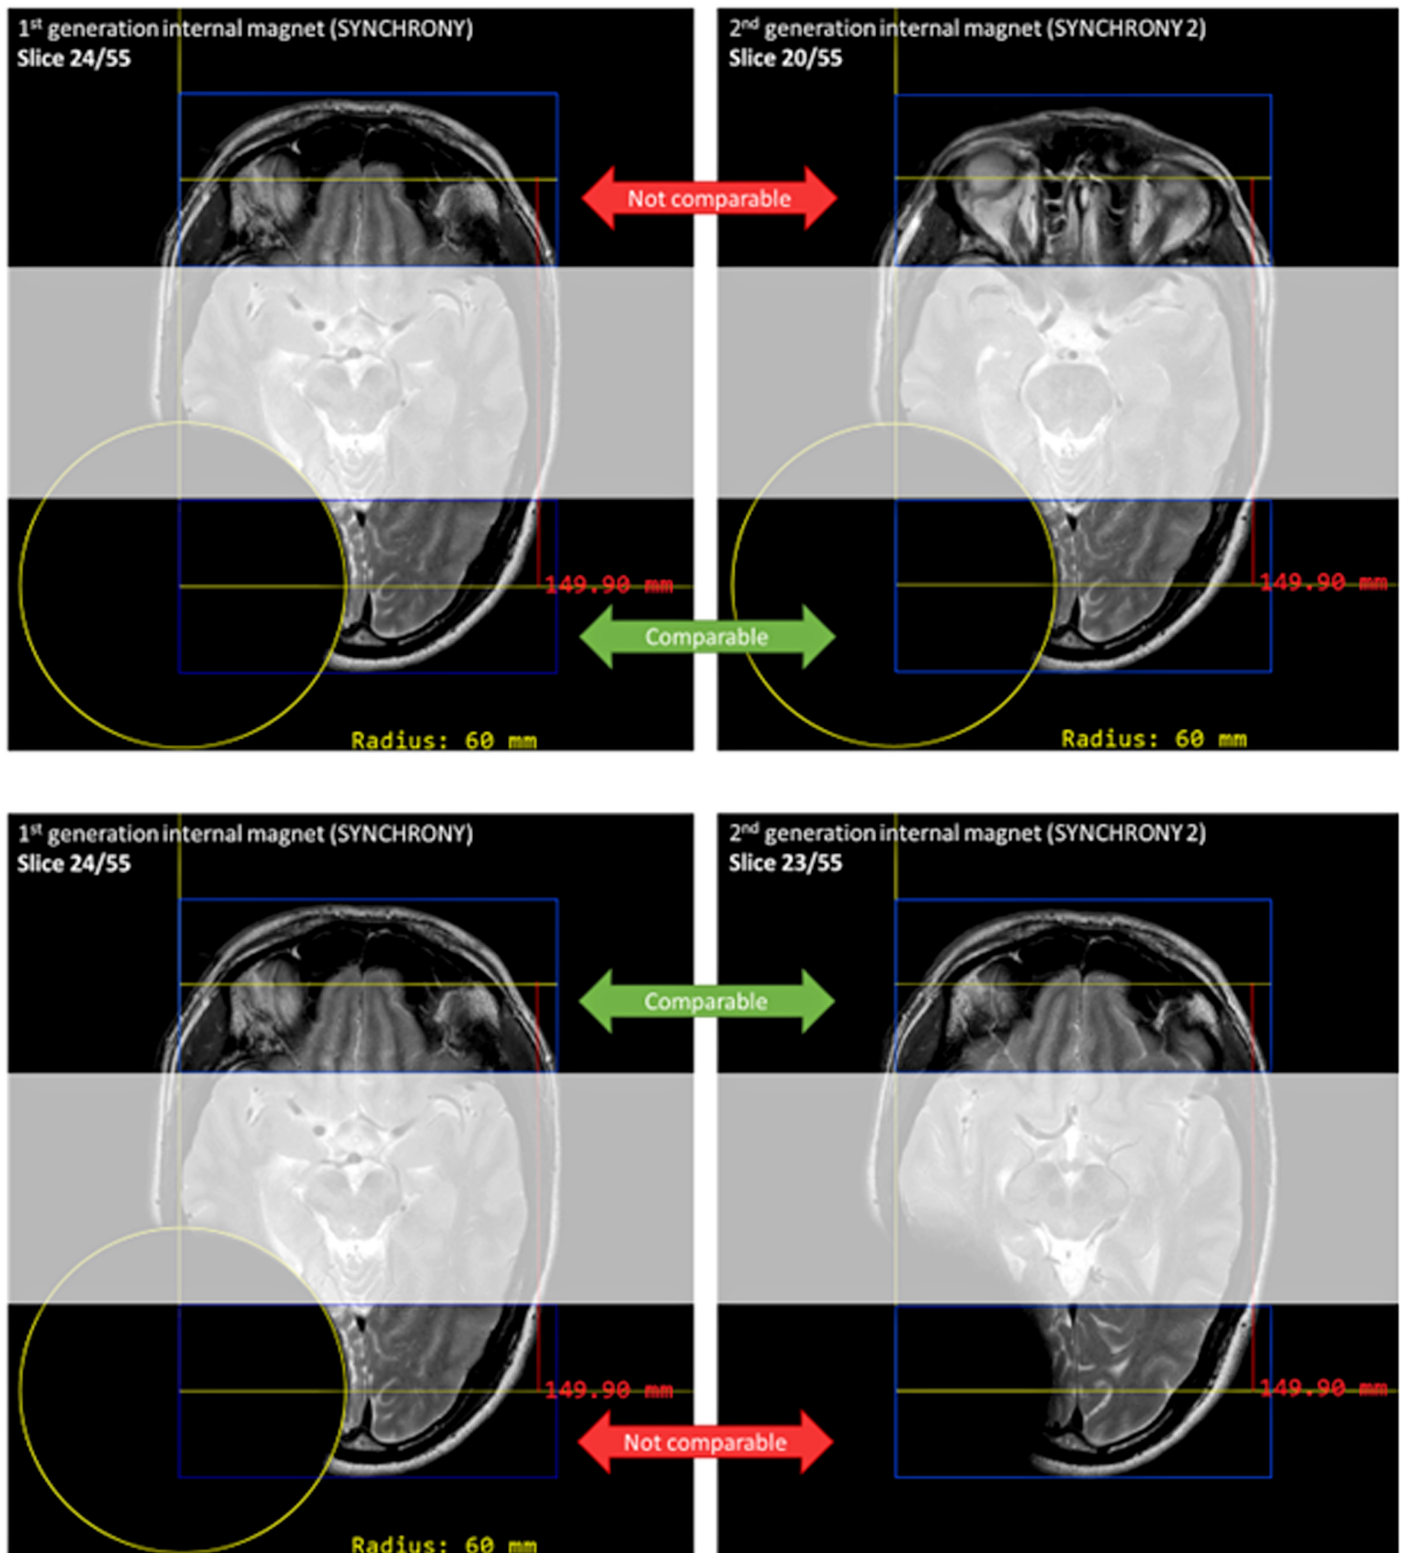 1st generation internal magnet (SYNCHRONY)
Slice 24/55
2nd generation internal magnet (SYNCHRONY 2)
Slice 20/55
Not comparable
149.90 mm
149.90 mm
Comparable
Radius: 60 mm
Radius: 60 mm
1st generation internal magnet (SYNCHRONY)
Slice 24/55
2nd generation internal magnet (SYNCHRONY 2)
Slice 23/55
Comparable
149.90 mm
149.90 mm
Not comparable
Radius: 60 mm